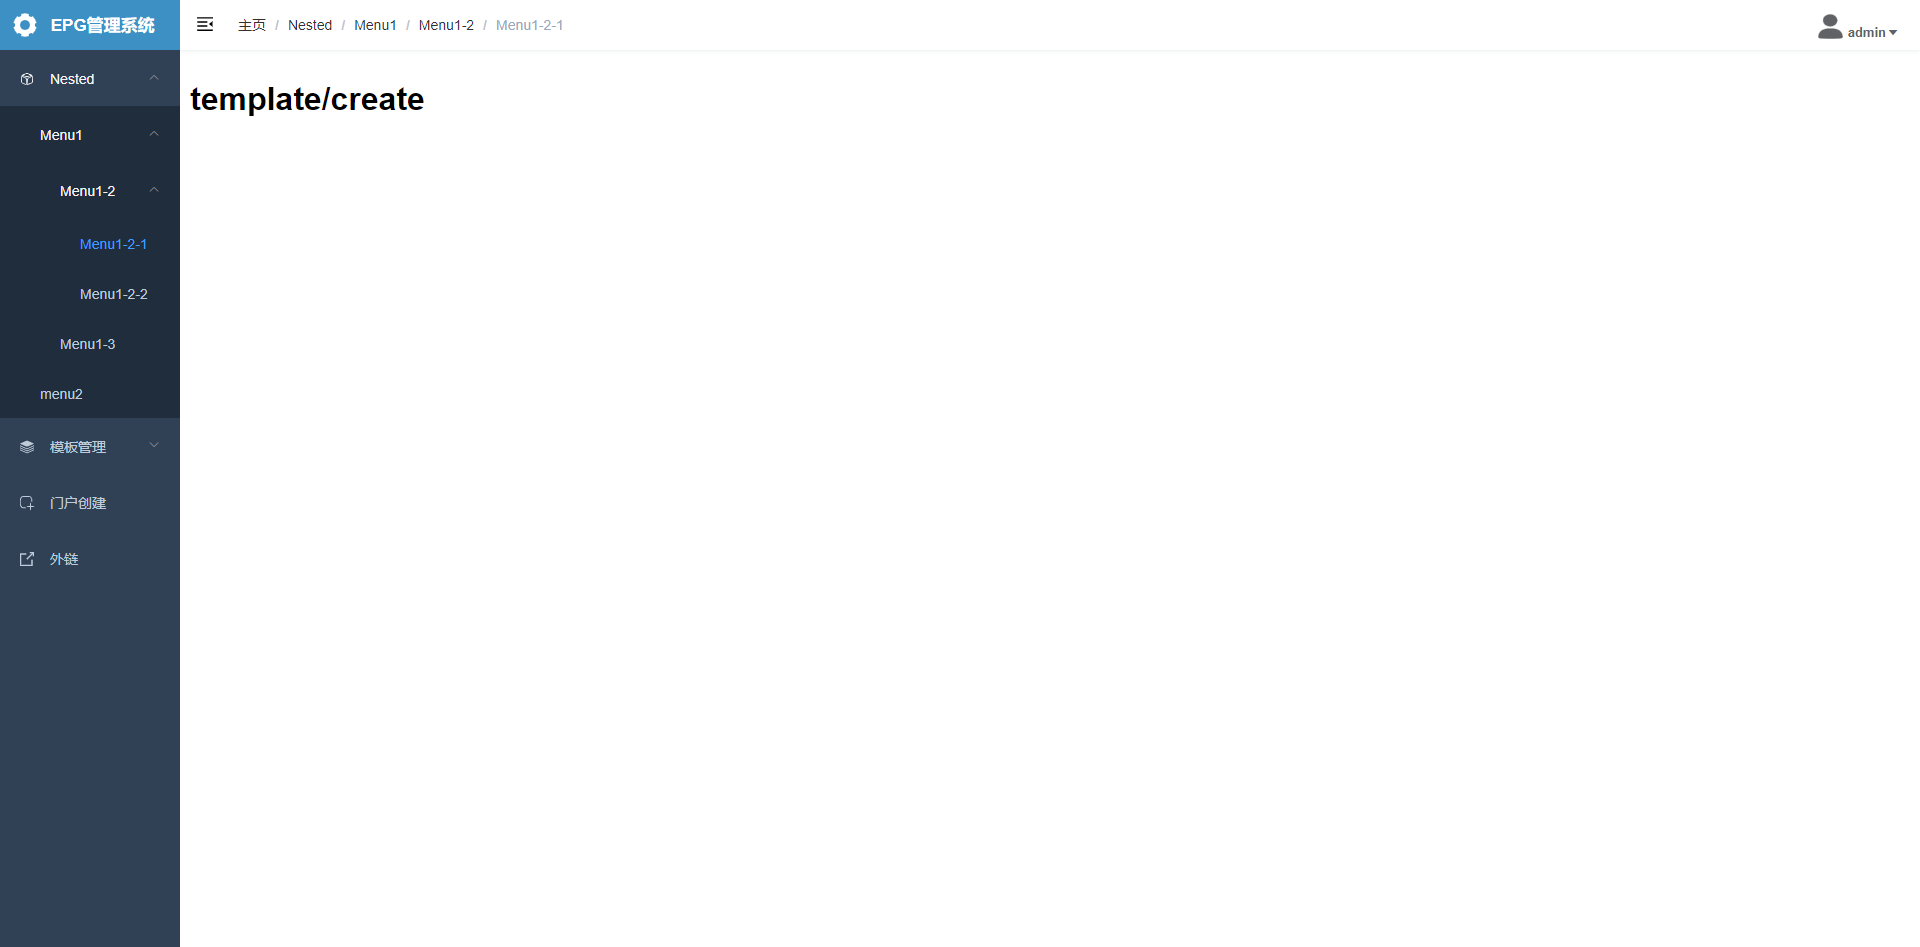 EPG管理系统
主页 / Nested / Menu1 / Menu1-2 / Menu1-2-1
admin
Nested
Menu1
Menu1-2
Menu1-2-1
Menu1-2-2
Menu1-3
menu2
模板管理
门户创建
外链
template/create